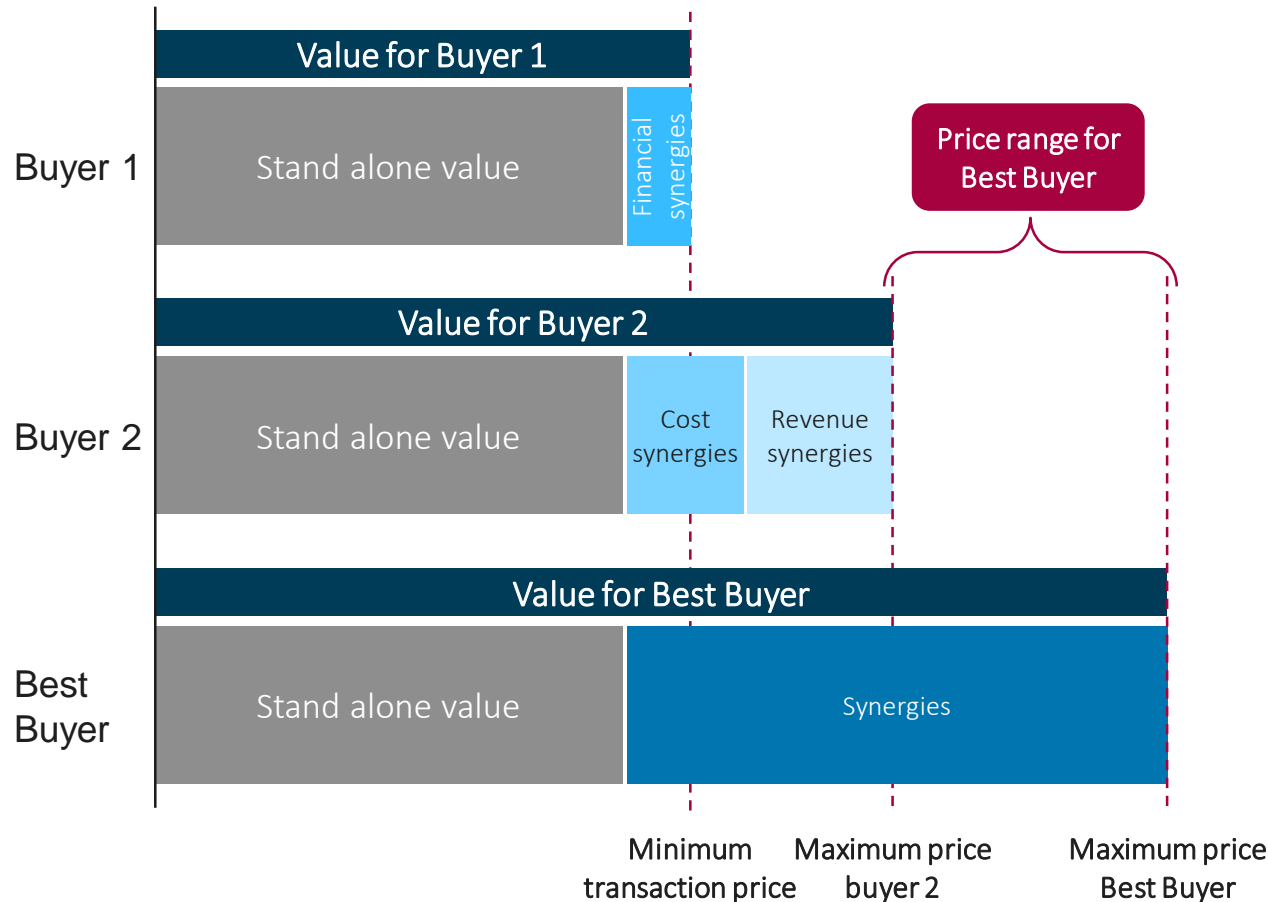 Value for Buyer 1
Buyer 1
Stand alone value
Financial
synergies
Price range for
Best Buyer
Value for Buyer 2
Buyer 2
Stand alone value
Cost
synergies
Revenue
synergies
Value for Best Buyer
Best
Buyer
Stand alone value
Synergies
Minimum
transaction price
Maximum price
buyer 2
Maximum price
Best Buyer